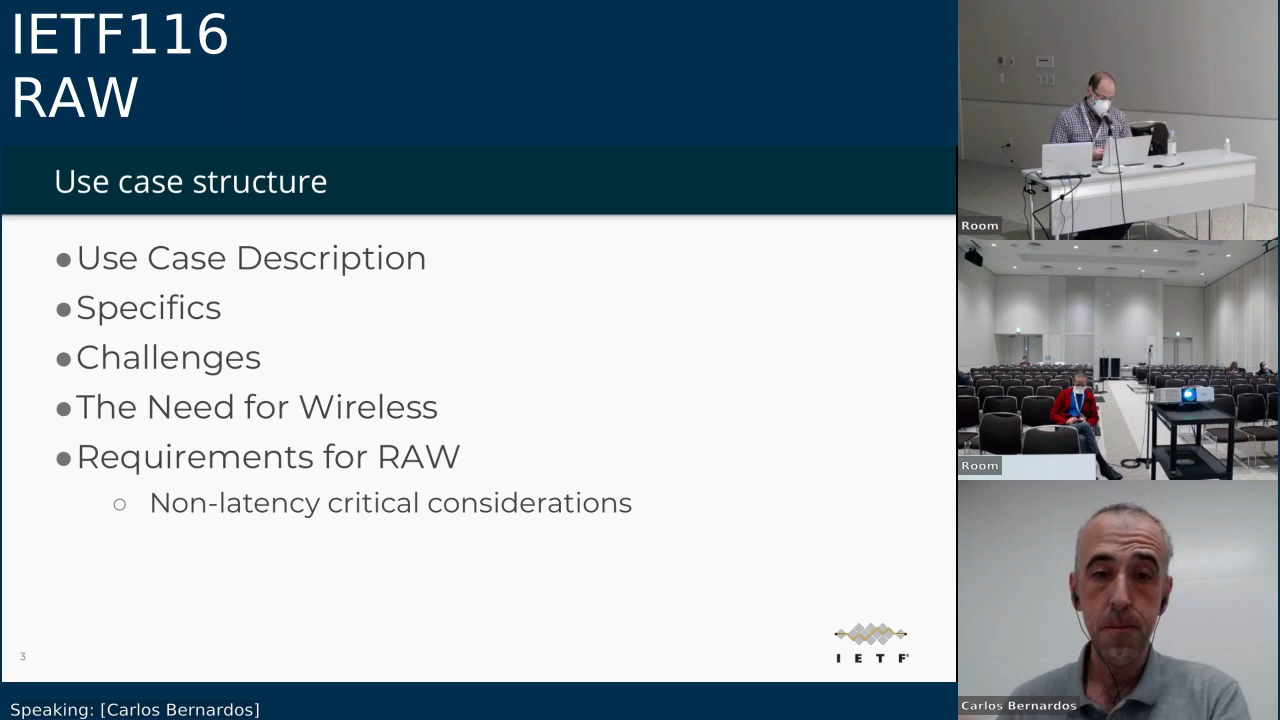 IETF116
RAW
Use case structure
●Use Case Description
●Specifics
●Challenges
●The Need for Wireless
●Requirements for RAW
○ Non-latency critical considerations
3
I E T F
Speaking: [Carlos Bernardos]
Room
Room
Carlos Bernardos